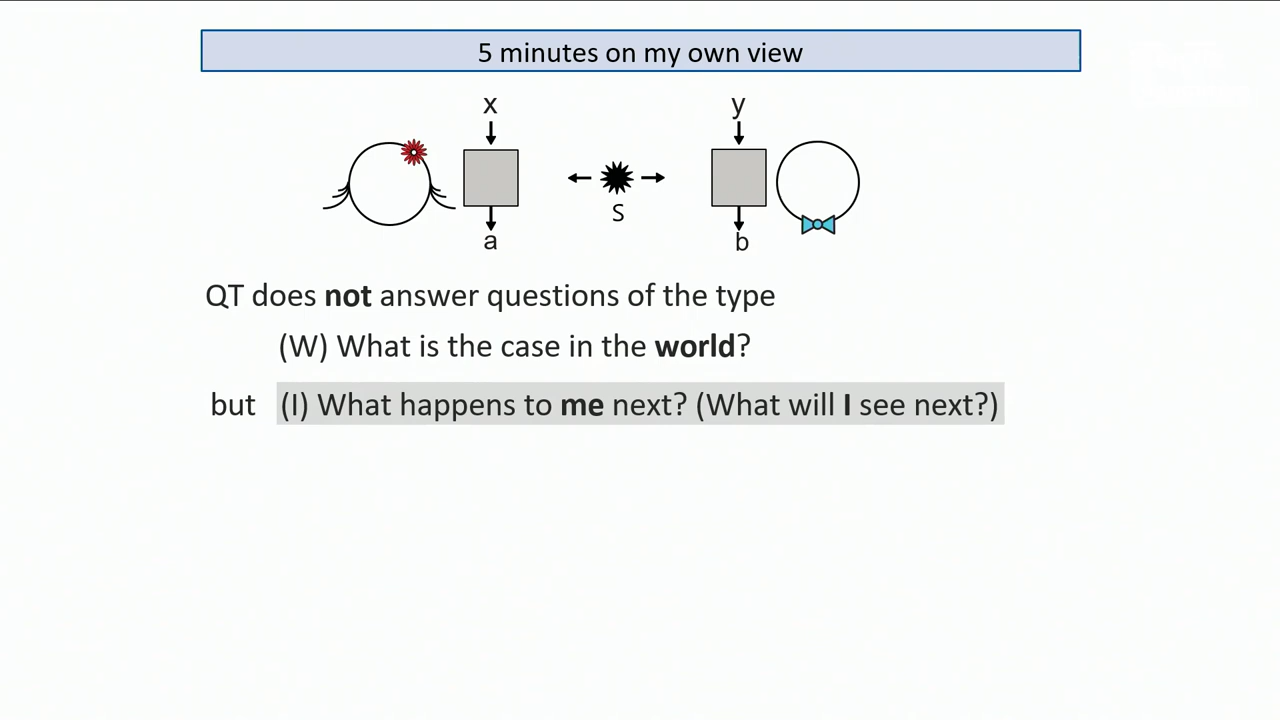 5 minutes on my own view
x y
S
a b
QT does not answer questions of the type
(W) What is the case in the world?
but (I) What happens to me next? (What will I see next?)